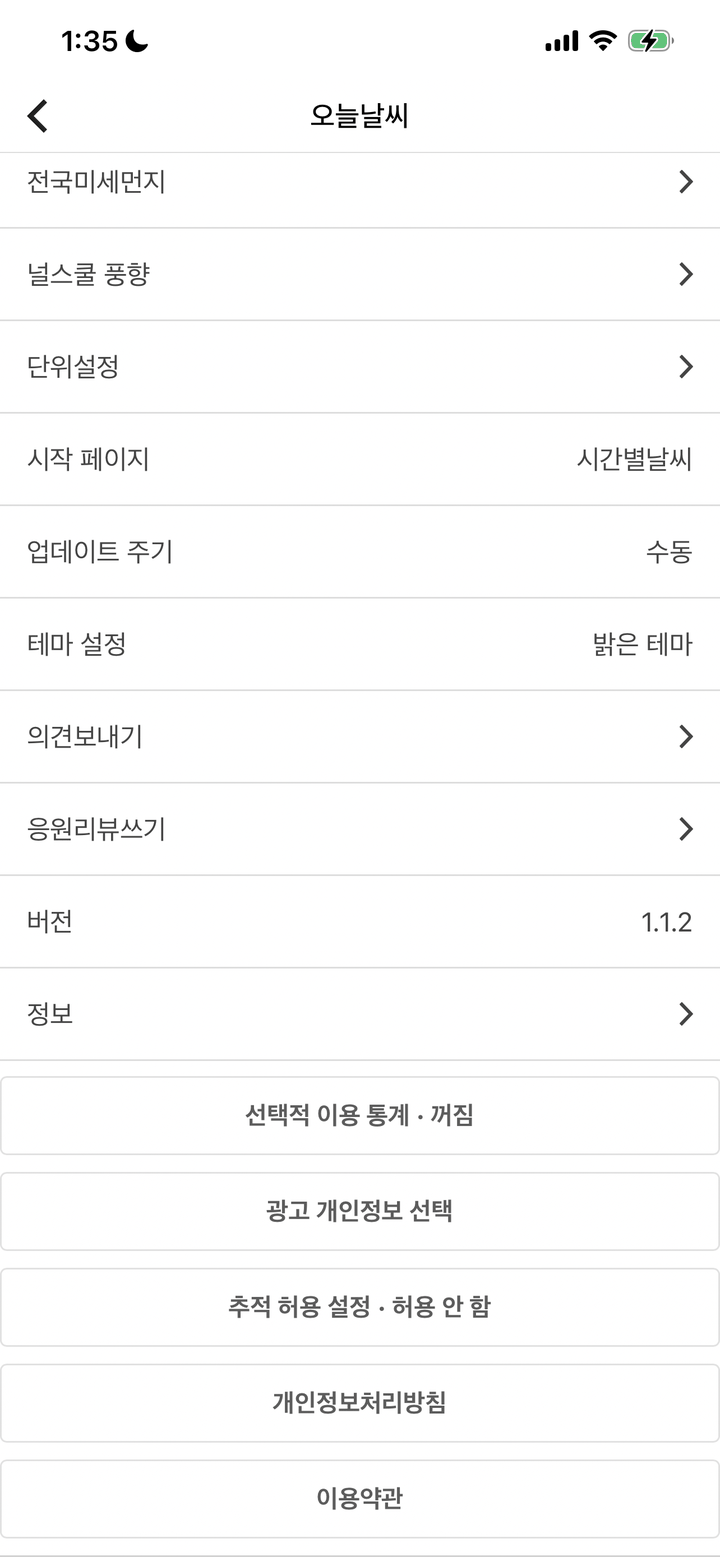 1:35
오늘날씨
전국미세먼지
널스쿨 풍향
단위설정
시작 페이지 시간별날씨
업데이트 주기 수동
테마 설정 밝은 테마
의견보내기
응원리뷰쓰기
버전 1.1.2
정보
선택적 이용 통계 · 꺼짐
광고 개인정보 선택
추적 허용 설정 · 허용 안 함
개인정보처리방침
이용약관